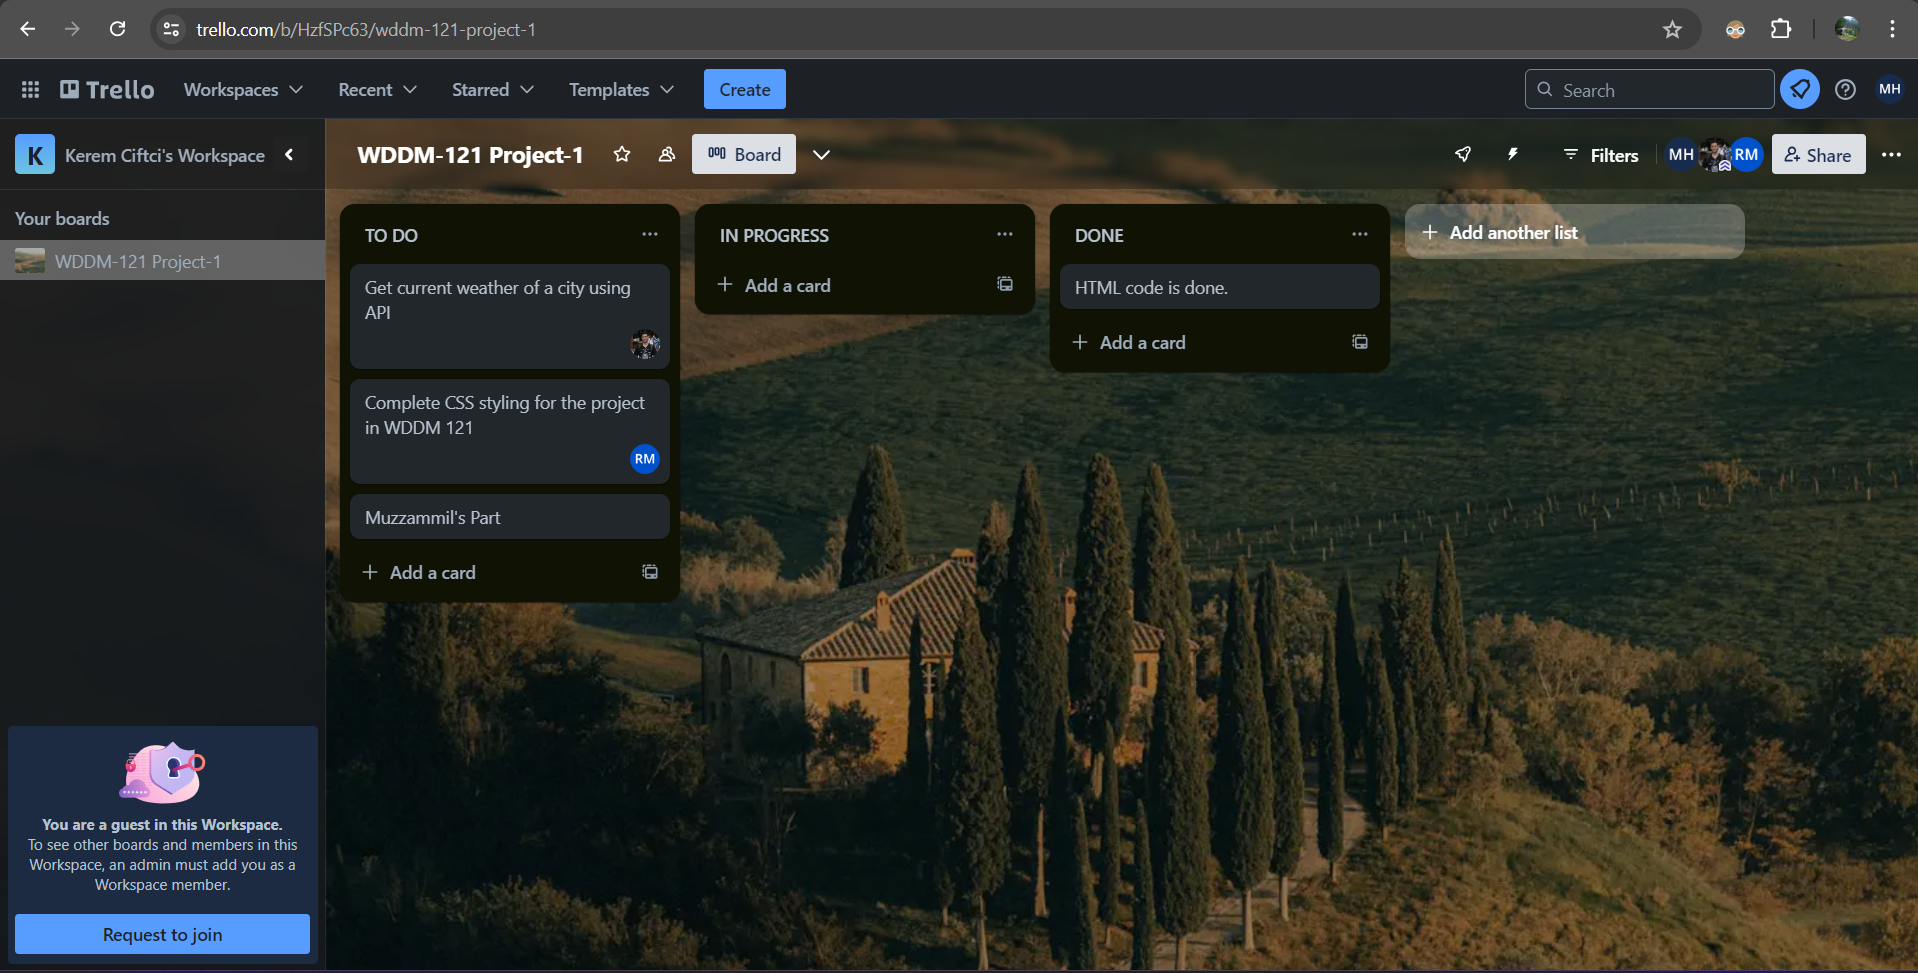 trello.com/b/HzfSPc63/wddm-121-project-1
Trello
Workspaces
Recent
Starred
Templates
Create
Search
MH
K
Kerem Ciftci's Workspace
WDDM-121 Project-1
Board
Filters
MH
RM
Share
Your boards
WDDM-121 Project-1
TO DO
Get current weather of a city using
API
Complete CSS styling for the project
in WDDM 121
RM
Muzzammil's Part
+ Add a card
IN PROGRESS
+ Add a card
DONE
HTML code is done.
+ Add a card
+ Add another list
You are a guest in this Workspace.
To see other boards and members in this
Workspace, an admin must add you as a
Workspace member.
Request to join